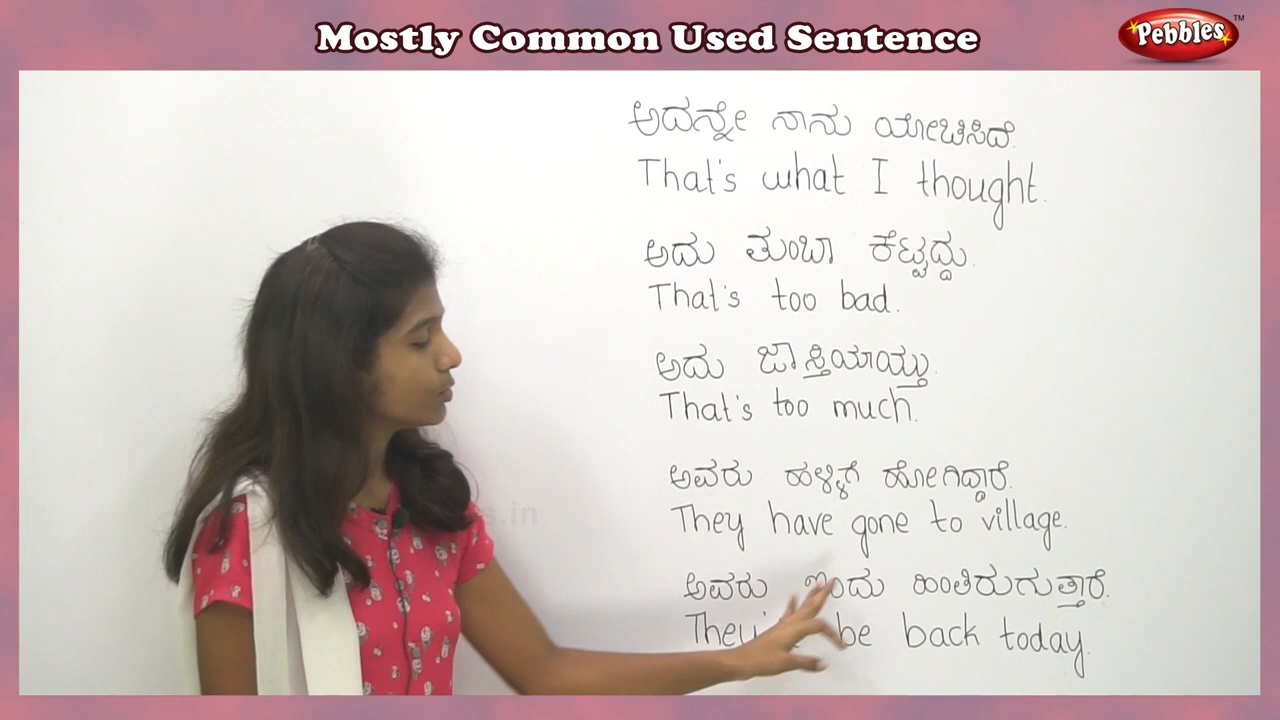 Mostly Common Used Sentence
Pebbles™
ಅದನ್ನೇ ನಾನು ಯೋಚಿಸಿದೆ.
That's what I thought.
ಅದು ತುಂಬಾ ಕೆಟ್ಟದ್ದು.
That's too bad.
ಅದು ಜಾಸ್ತಿಯಾಯ್ತು.
That's too much.
ಅವರು ಹಳ್ಳಿಗೆ ಹೋಗಿದ್ದಾರೆ.
They have gone to village.
ಅವರು ಇಂದು ಹಿಂತಿರುಗುತ್ತಾರೆ.
be back today.